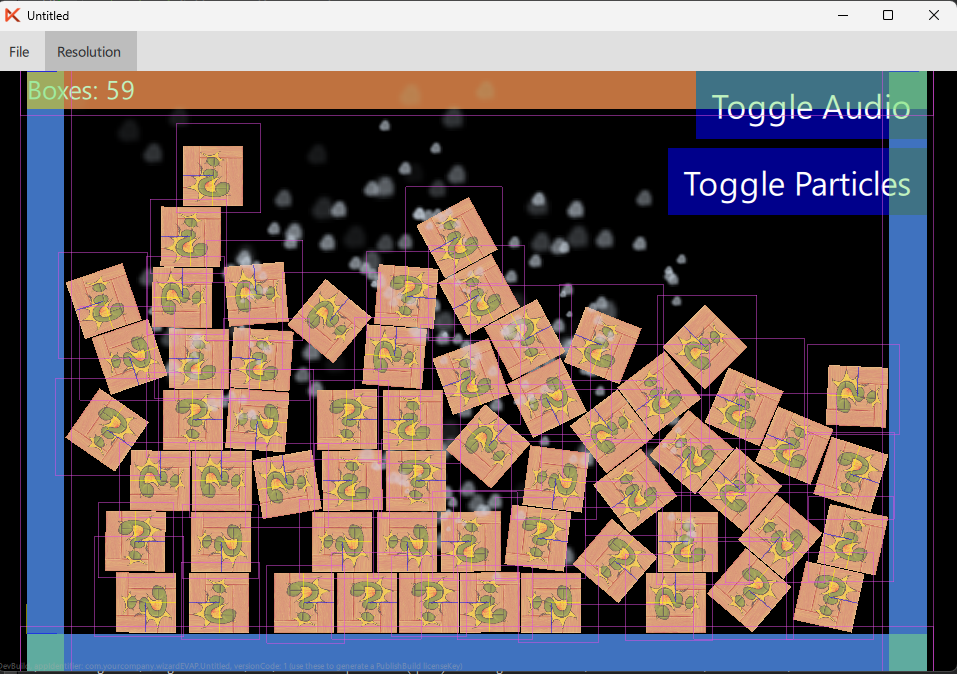 Untitled
File Resolution
Boxes: 59
Toggle Audio
Toggle Particles